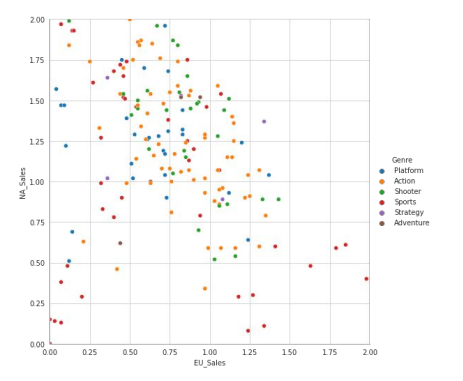 2.00
1.75
1.50
1.25
1.00
0.75
0.50
0.25
0.00
NA_Sales
0.00 0.25 0.50 0.75 1.00 1.25 1.50 1.75 2.00
EU_Sales
Genre
Platform
Action
Shooter
Sports
Strategy
Adventure